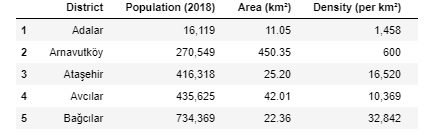 District Population (2018) Area (km²) Density (per km²)
1 Adalar 16,119 11.05 1,458
2 Arnavutköy 270,549 450.35 600
3 Ataşehir 416,318 25.20 16,520
4 Avcılar 435,625 42.01 10,369
5 Bağcılar 734,369 22.36 32,842